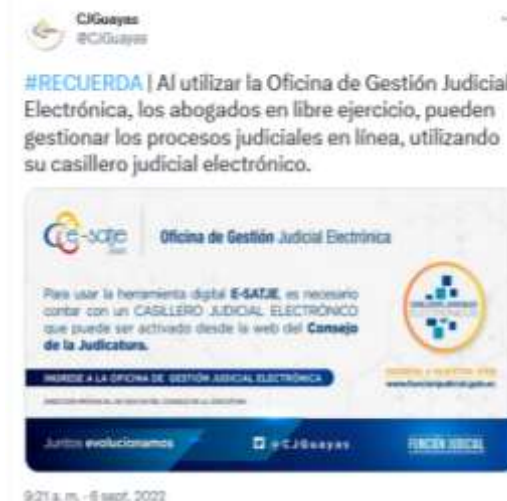 CJGuayas
@CJGuayas
#RECUERDA | Al utilizar la Oficina de Gestión Judicial
Electrónica, los abogados en libre ejercicio, pueden
gestionar los procesos judiciales en línea, utilizando
su casillero judicial electrónico.
e-satje
Oficina de Gestión Judicial Electrónica
Para usar la herramienta digital E-SATJE, es necesario
contar con un CASILLERO JUDICIAL ELECTRÓNICO
que puede ser activado desde la web del Consejo
de la Judicatura.
INGRESE A LA OFICINA DE GESTIÓN JUDICIAL ELECTRÓNICA
www.funcionjudicial.gob.ec
Juntos evolucionamos
@CJGuayas
FUNCIÓN JUDICIAL
9:21 a. m. · 6 sept. 2022